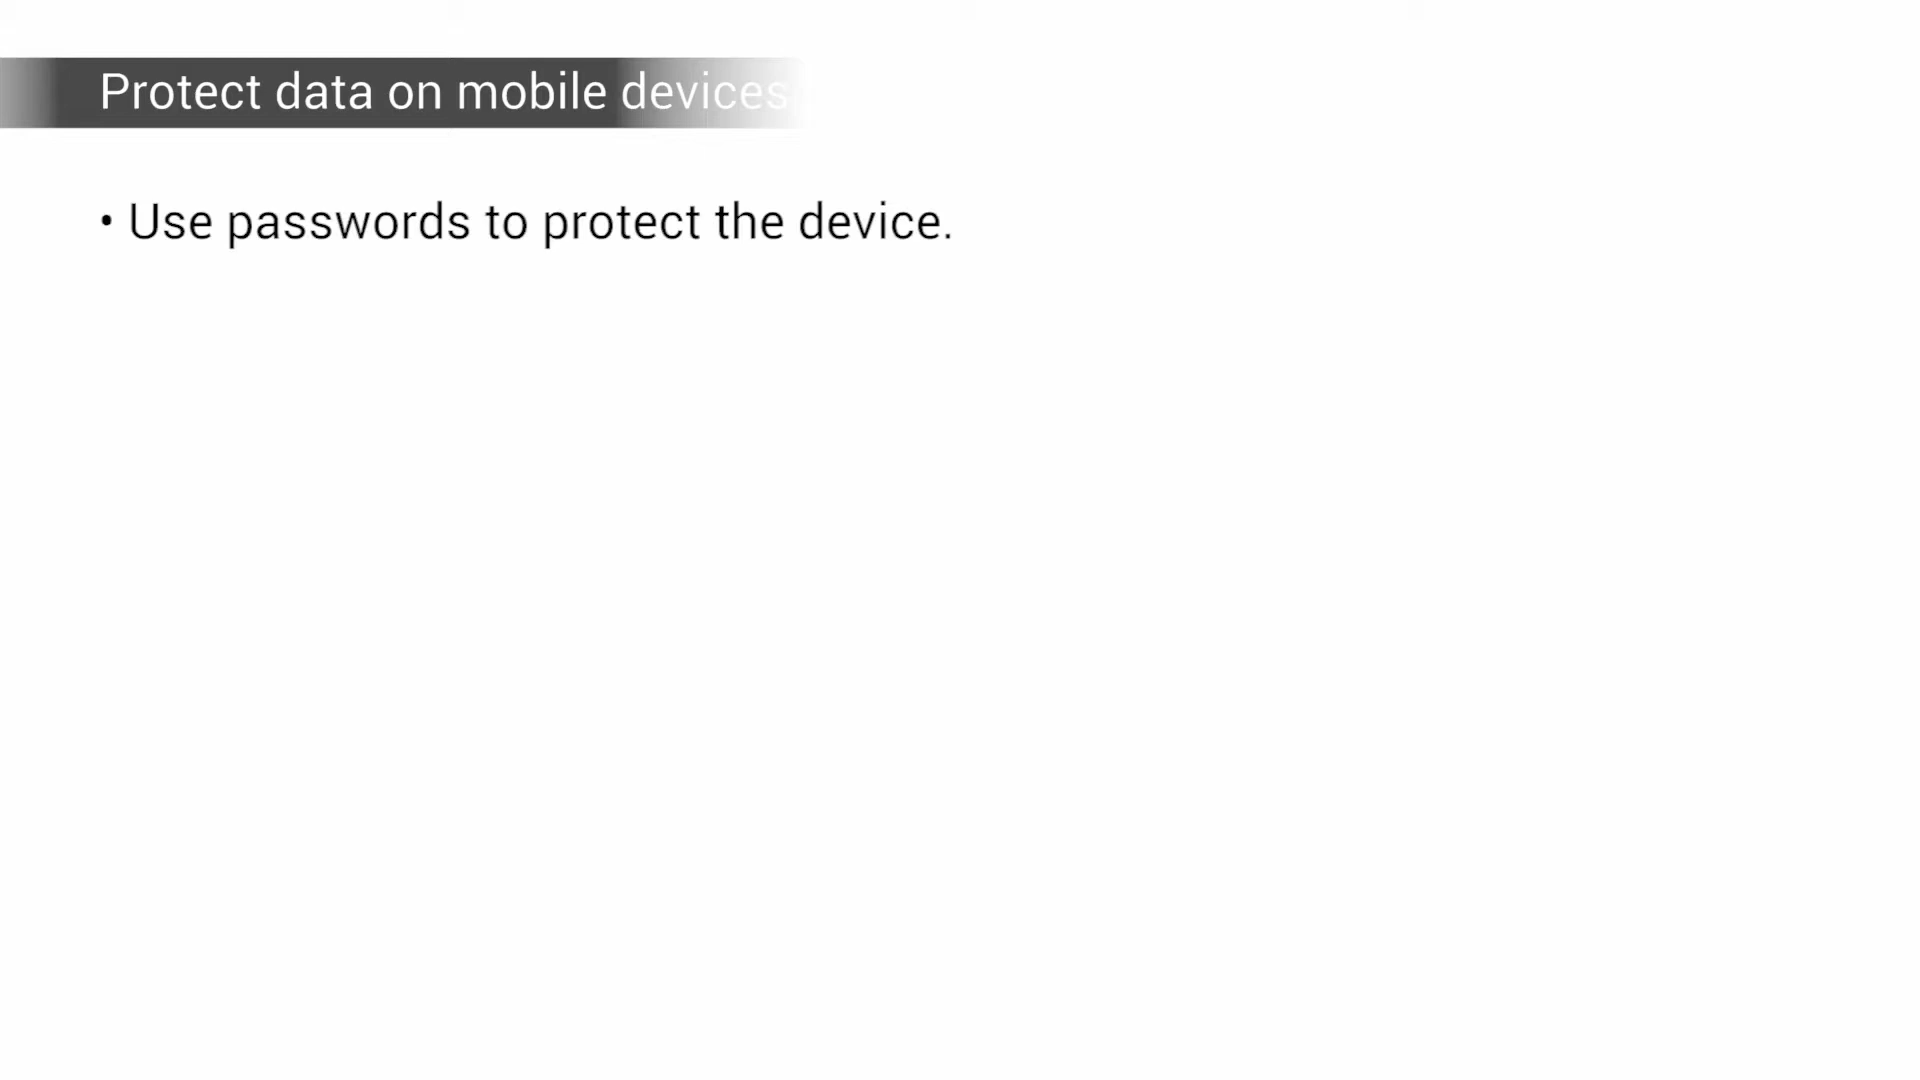 Protect data on mobile devices
• Use passwords to protect the device.